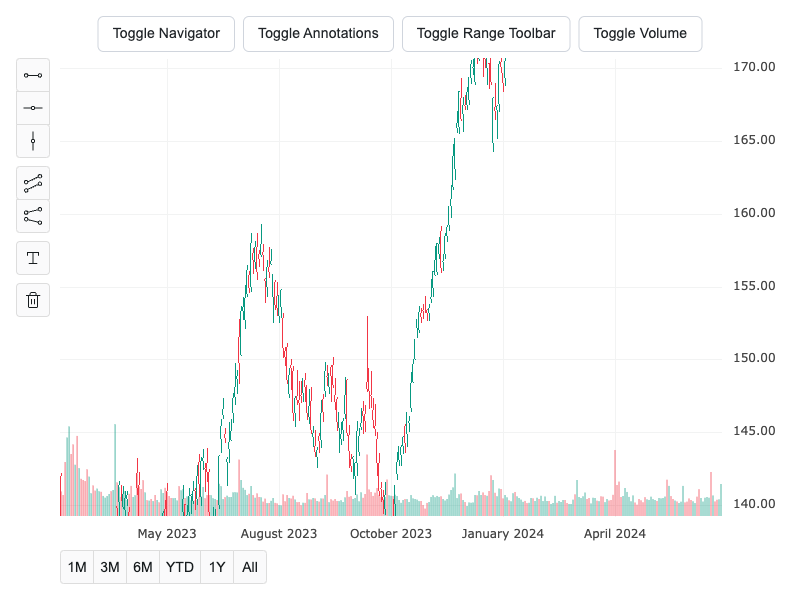 Toggle Navigator Toggle Annotations Toggle Range Toolbar Toggle Volume
170.00
165.00
160.00
T
155.00
150.00
145.00
140.00
May 2023 August 2023 October 2023 January 2024 April 2024
1M 3M 6M YTD 1Y All